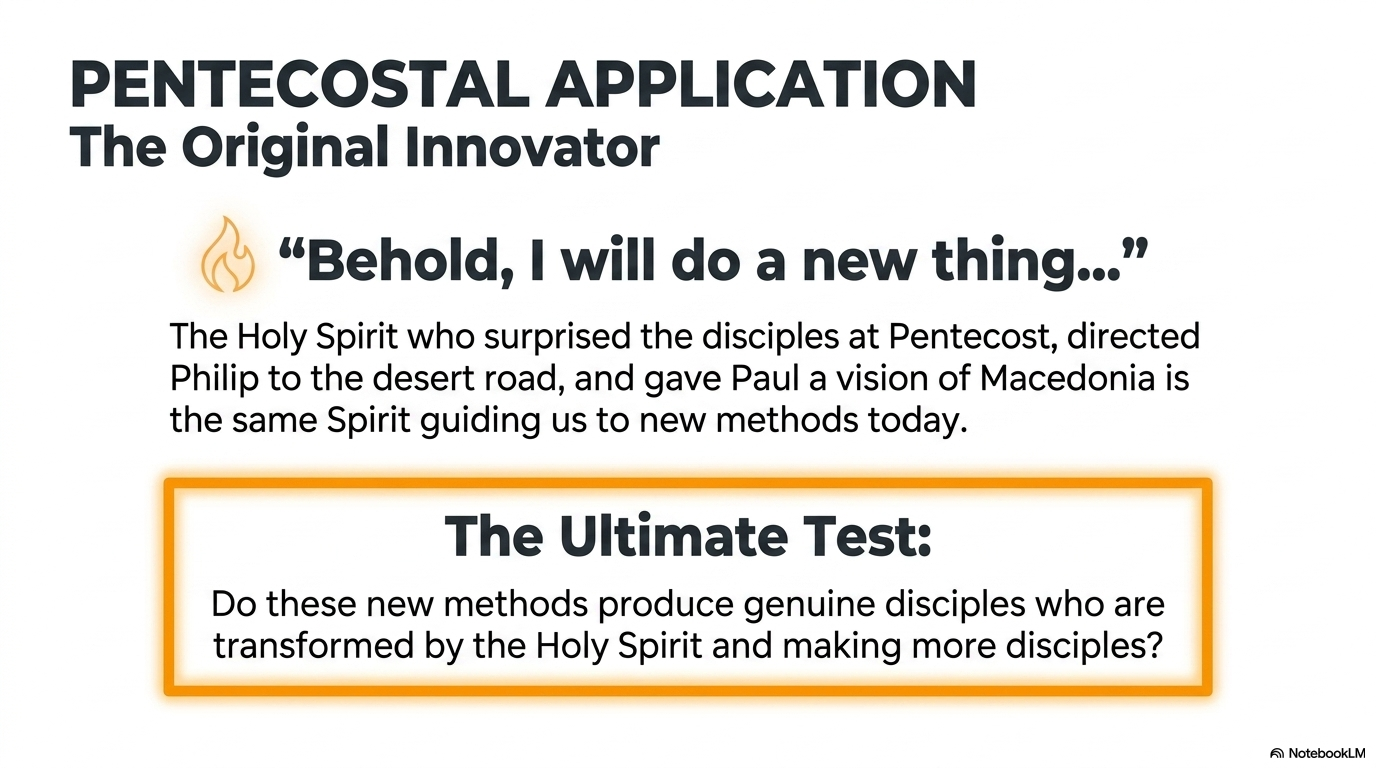 PENTECOSTAL APPLICATION
The Original Innovator
“Behold, I will do a new thing...”
The Holy Spirit who surprised the disciples at Pentecost, directed
Philip to the desert road, and gave Paul a vision of Macedonia is
the same Spirit guiding us to new methods today.
The Ultimate Test:
Do these new methods produce genuine disciples who are
transformed by the Holy Spirit and making more disciples?
NotebookLM